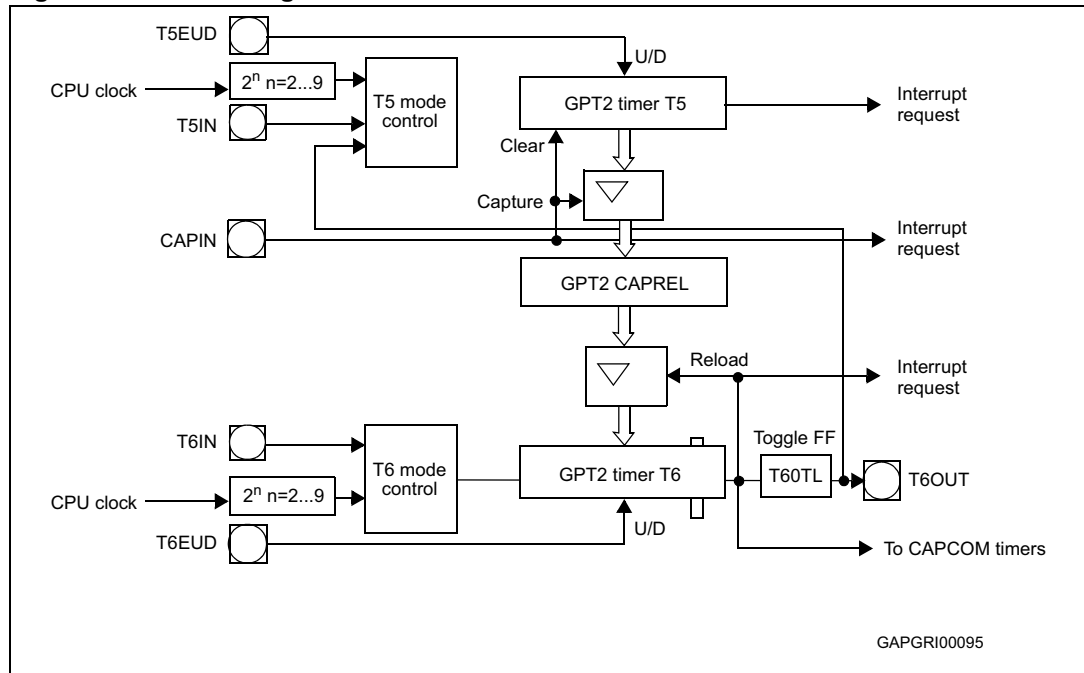 T5EUD
U/D
CPU clock
2ⁿ n=2...9
T5 mode
control
GPT2 timer T5
Interrupt
request
T5IN
Clear
Capture
CAPIN
Interrupt
request
GPT2 CAPREL
Reload
Interrupt
request
T6IN
T6 mode
control
GPT2 timer T6
Toggle FF
T60TL
T6OUT
CPU clock
2ⁿ n=2...9
U/D
T6EUD
To CAPCOM timers
GAPGRI00095